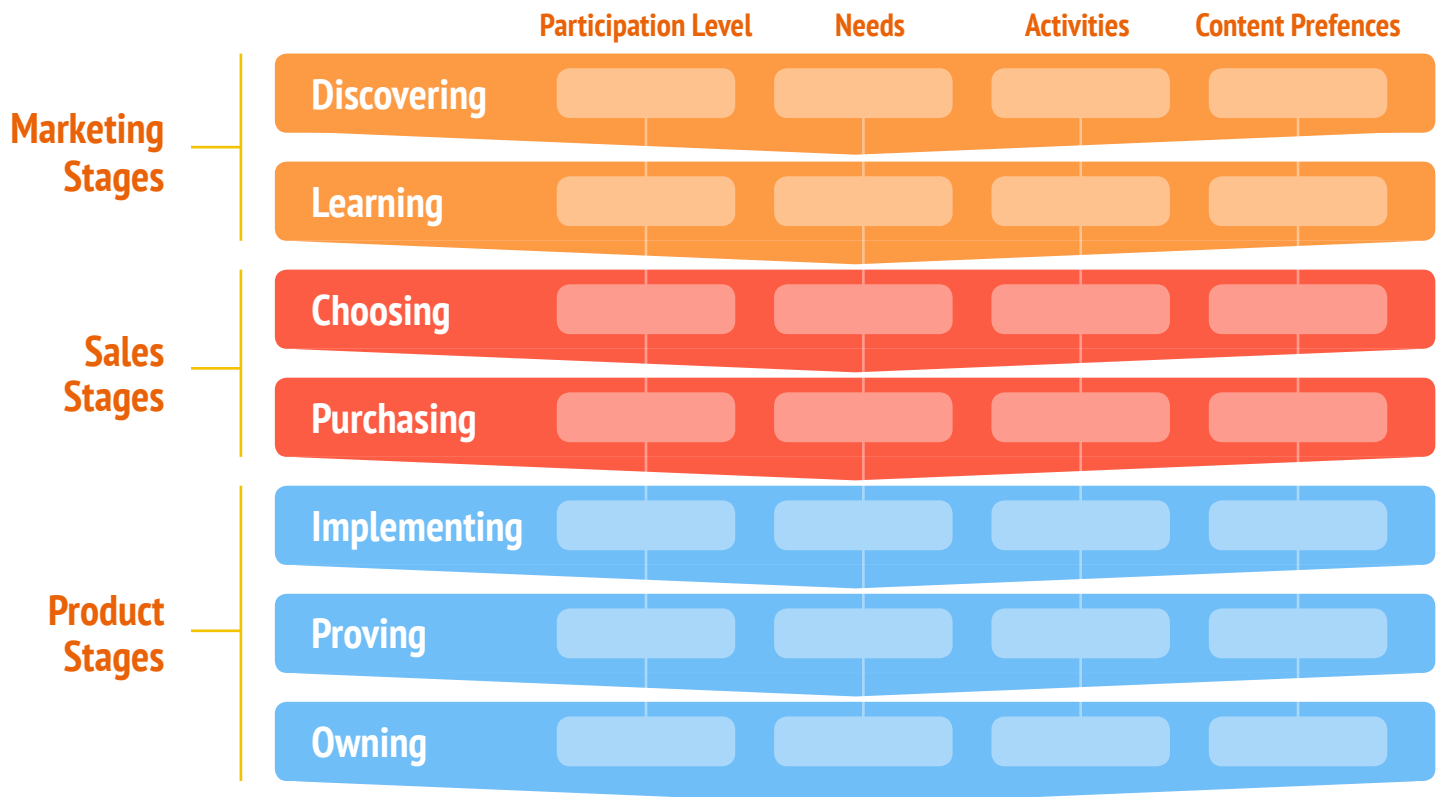 Participation Level Needs Activities Content Prefences
Marketing
Stages
Discovering
Learning
Sales
Stages
Choosing
Purchasing
Product
Stages
Implementing
Proving
Owning